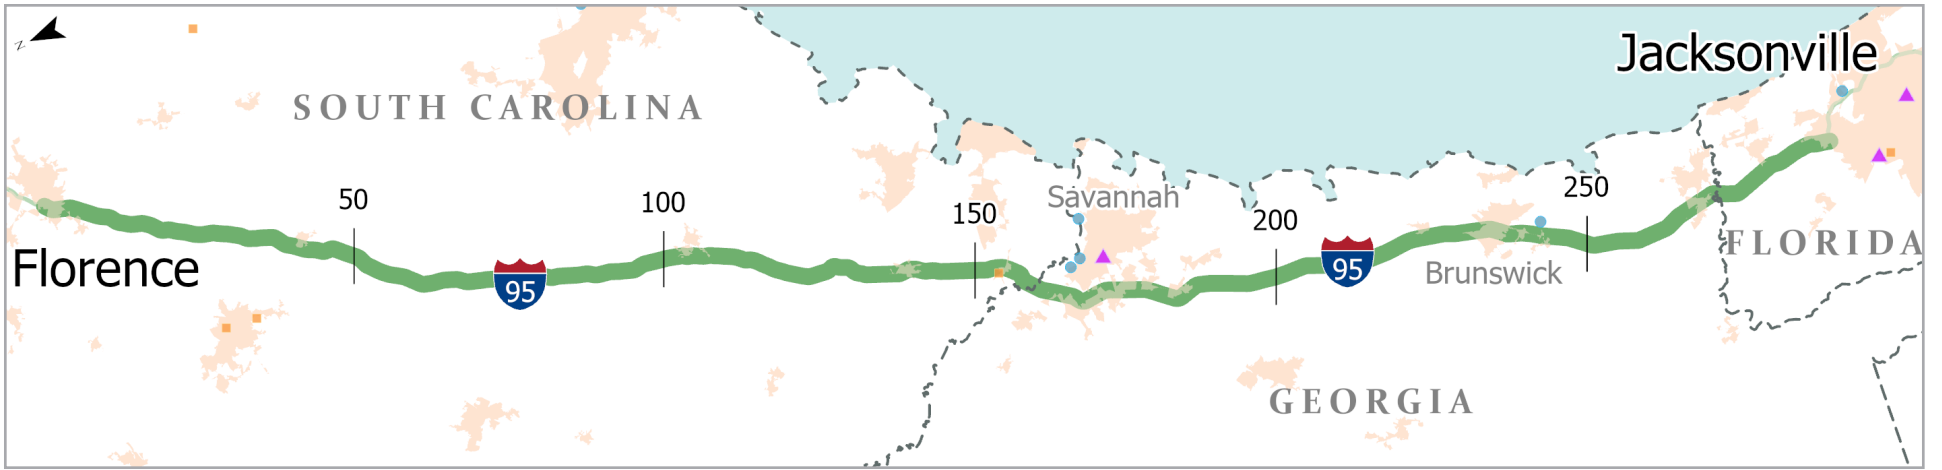 N
Jacksonville
SOUTH CAROLINA
50
100
150
Savannah
200
250
Florence
95
95
Brunswick
FLORIDA
GEORGIA